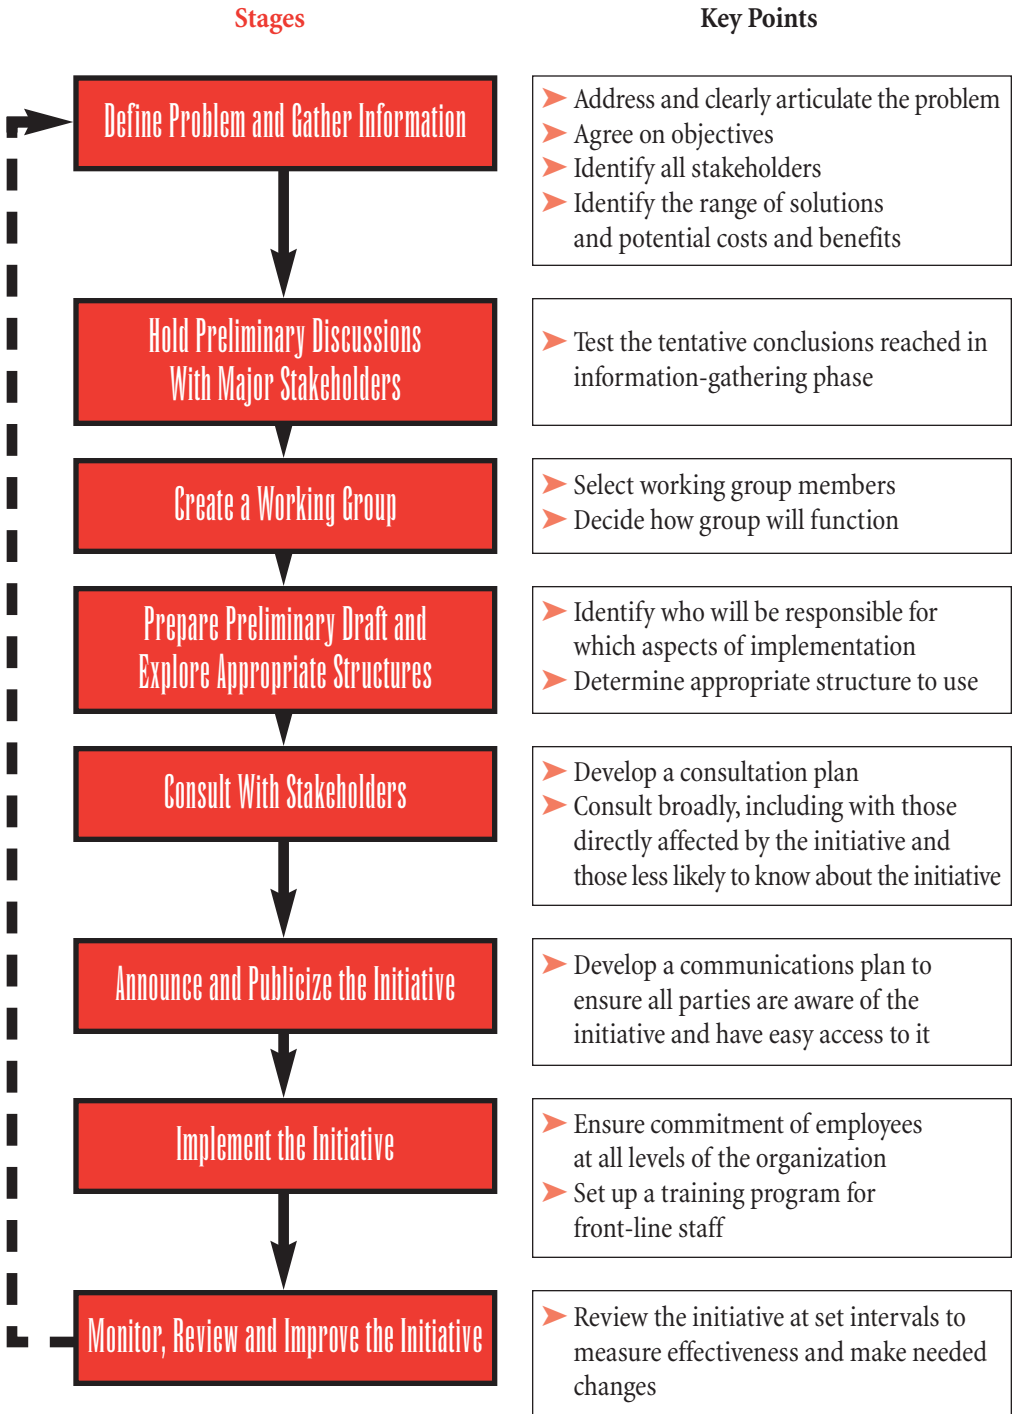 Stages
Key Points
Define Problem and Gather Information
➤ Address and clearly articulate the problem
➤ Agree on objectives
➤ Identify all stakeholders
➤ Identify the range of solutions
and potential costs and benefits
Hold Preliminary Discussions
With Major Stakeholders
➤ Test the tentative conclusions reached in
information-gathering phase
Create a Working Group
➤ Select working group members
➤ Decide how group will function
Prepare Preliminary Draft and
Explore Appropriate Structures
➤ Identify who will be responsible for
which aspects of implementation
➤ Determine appropriate structure to use
Consult With Stakeholders
➤ Develop a consultation plan
➤ Consult broadly, including with those
directly affected by the initiative and
those less likely to know about the initiative
Announce and Publicize the Initiative
➤ Develop a communications plan to
ensure all parties are aware of the
initiative and have easy access to it
Implement the Initiative
➤ Ensure commitment of employees
at all levels of the organization
➤ Set up a training program for
front-line staff
Monitor, Review and Improve the Initiative
➤ Review the initiative at set intervals to
measure effectiveness and make needed
changes